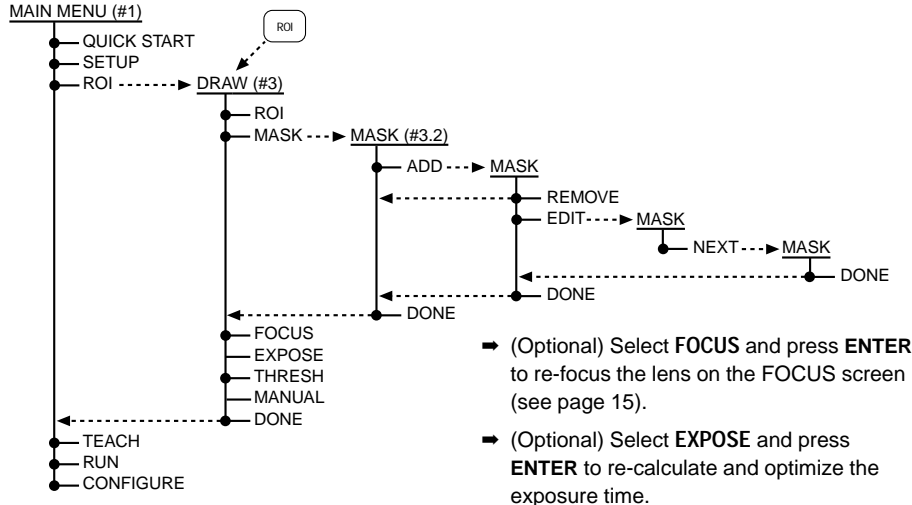 MAIN MENU (#1)
ROI
QUICK START
SETUP
ROI
DRAW (#3)
ROI
MASK
MASK (#3.2)
ADD
MASK
REMOVE
EDIT
MASK
NEXT
MASK
DONE
DONE
DONE
FOCUS
EXPOSE
THRESH
MANUAL
DONE
TEACH
RUN
CONFIGURE
➡ (Optional) Select FOCUS and press ENTER
to re-focus the lens on the FOCUS screen
(see page 15).
➡ (Optional) Select EXPOSE and press
ENTER to re-calculate and optimize the
exposure time.